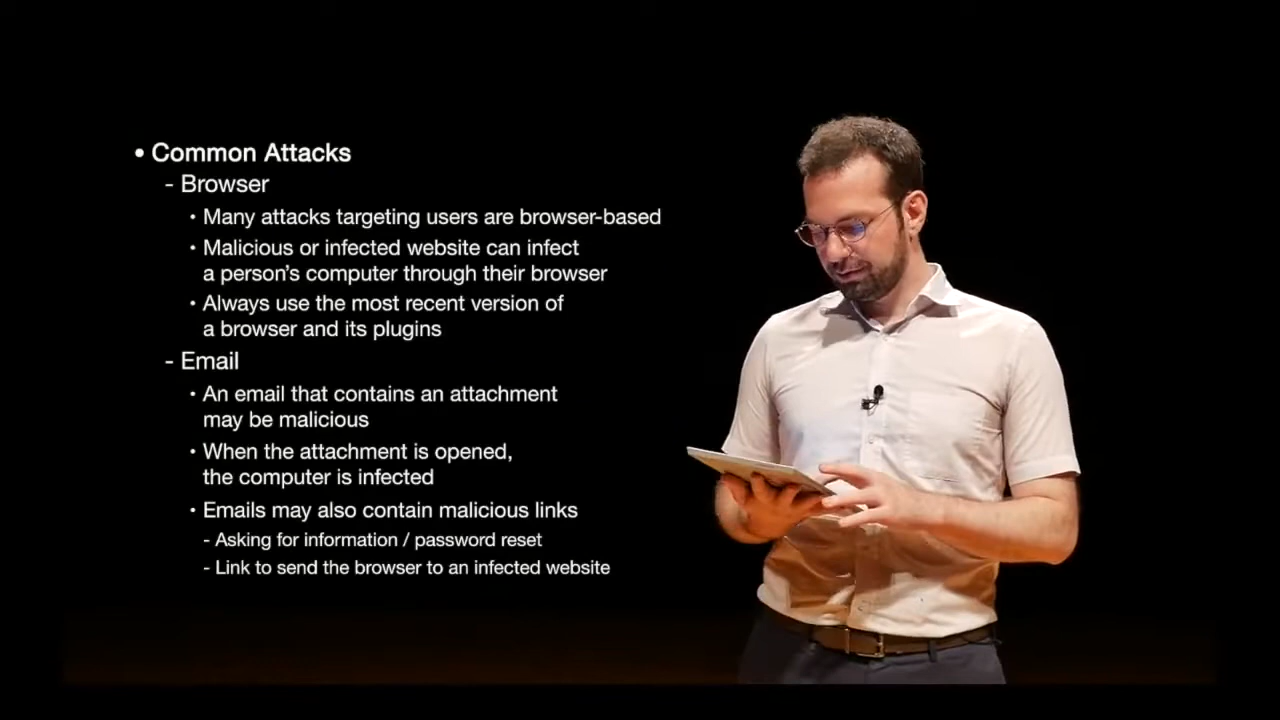 • Common Attacks
- Browser
• Many attacks targeting users are browser-based
• Malicious or infected website can infect
a person's computer through their browser
• Always use the most recent version of
a browser and its plugins
- Email
• An email that contains an attachment
may be malicious
• When the attachment is opened,
the computer is infected
• Emails may also contain malicious links
- Asking for information / password reset
- Link to send the browser to an infected website